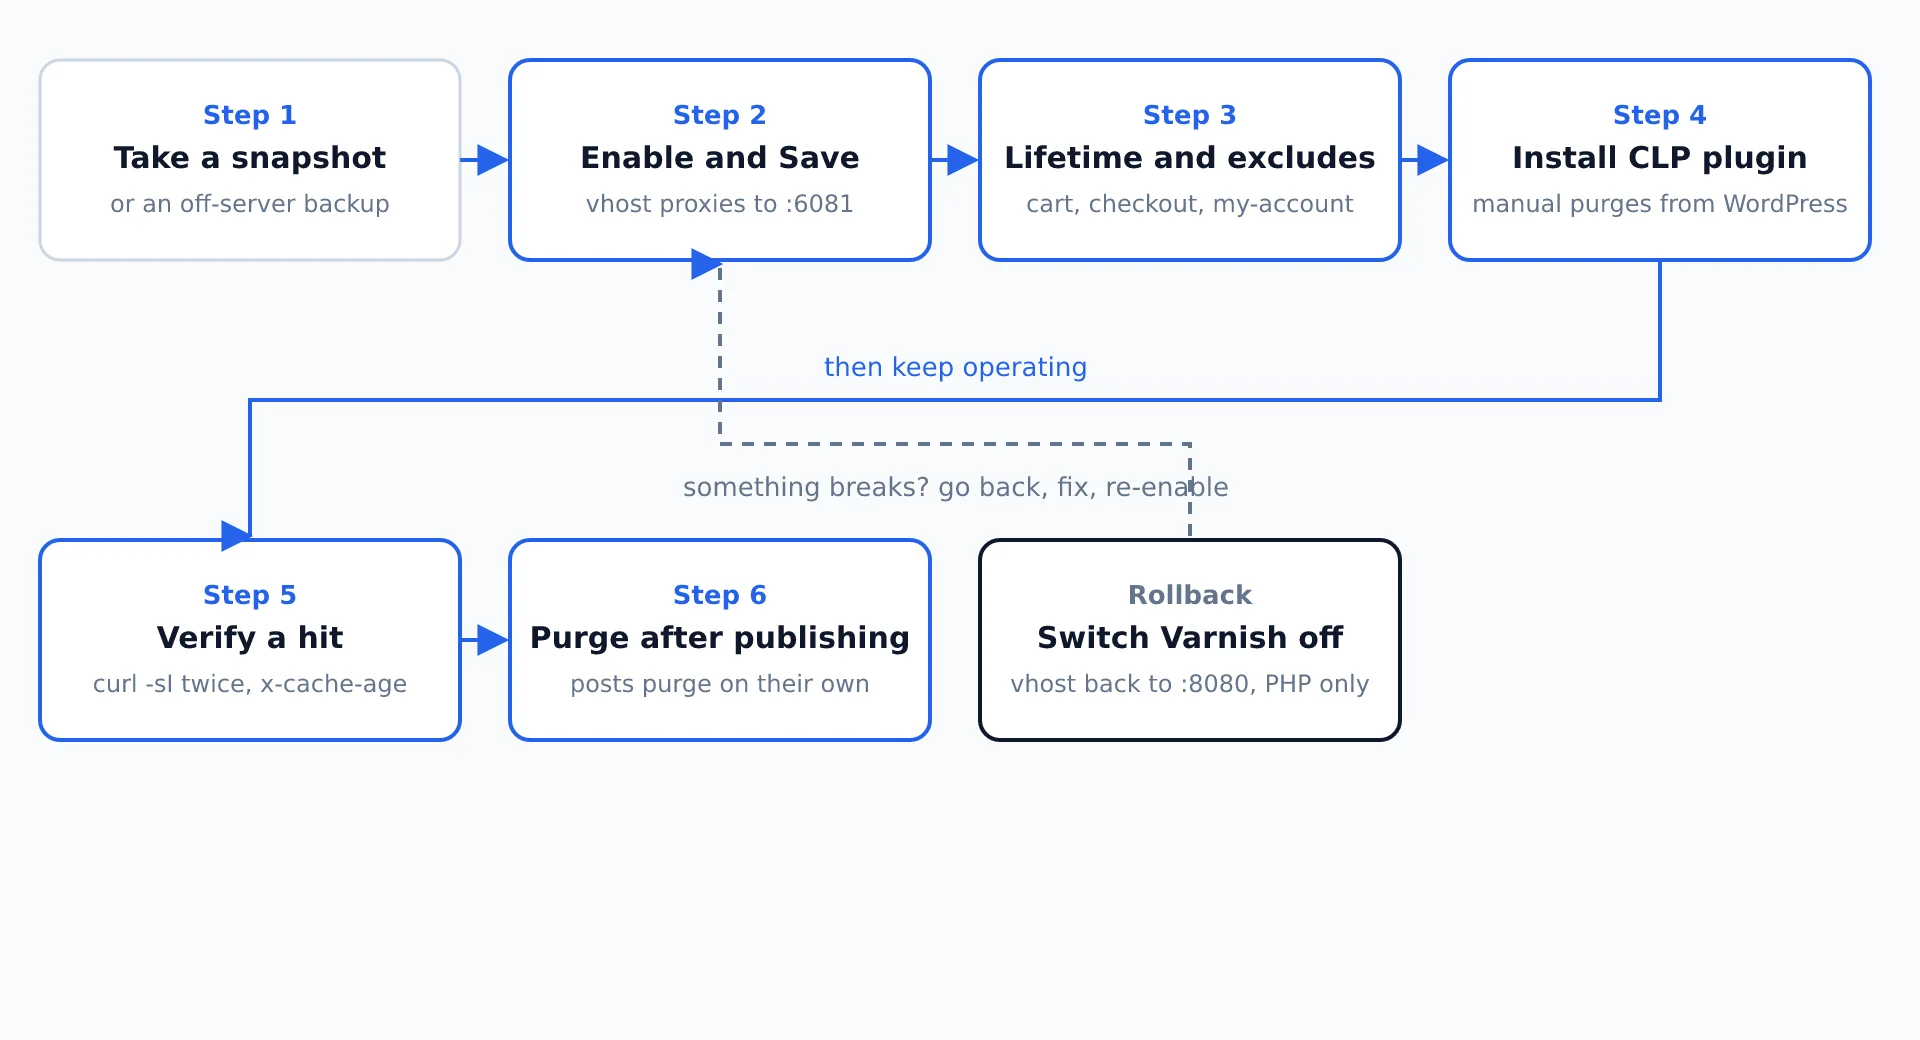 Step 1
Take a snapshot
or an off-server backup
Step 2
Enable and Save
vhost proxies to :6081
Step 3
Lifetime and excludes
cart, checkout, my-account
Step 4
Install CLP plugin
manual purges from WordPress
then keep operating
something breaks? go back, fix, re-enable
Step 5
Verify a hit
curl -sI twice, x-cache-age
Step 6
Purge after publishing
posts purge on their own
Rollback
Switch Varnish off
vhost back to :8080, PHP only